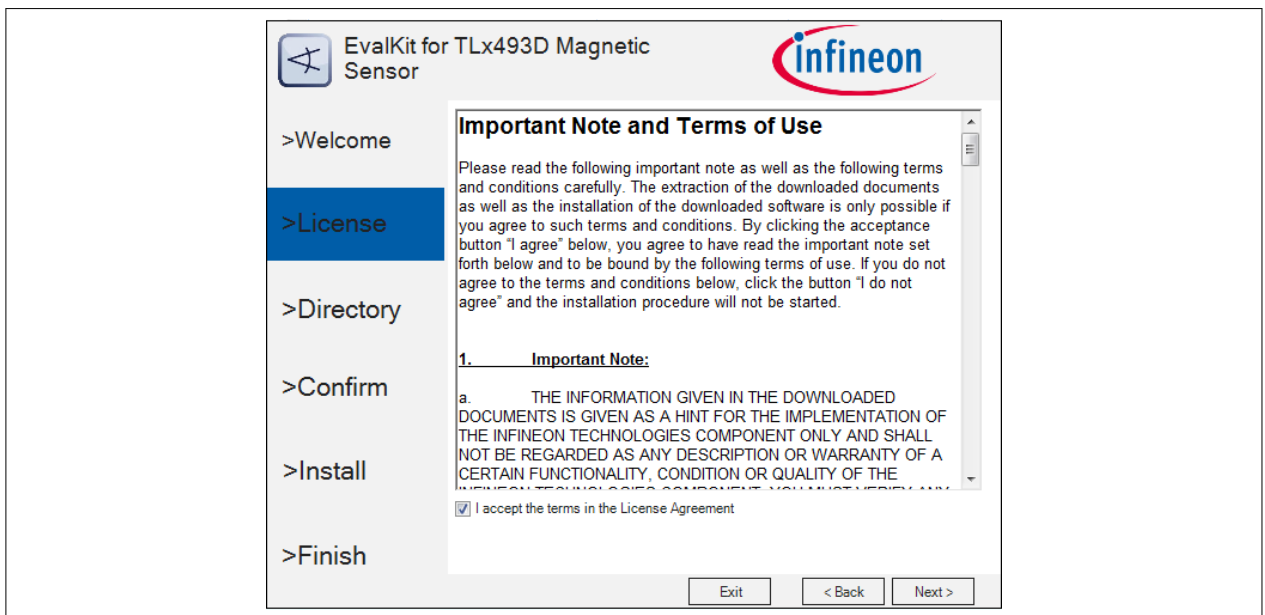 EvalKit for TLx493D Magnetic
Sensor
infineon
>Welcome
>License
>Directory
>Confirm
>Install
>Finish
Important Note and Terms of Use
Please read the following important note as well as the following terms
and conditions carefully. The extraction of the downloaded documents
as well as the installation of the downloaded software is only possible if
you agree to such terms and conditions. By clicking the acceptance
button “I agree” below, you agree to have read the important note set
forth below and to be bound by the following terms of use. If you do not
agree to the terms and conditions below, click the button “I do not
agree” and the installation procedure will not be started.
1. Important Note:
a. THE INFORMATION GIVEN IN THE DOWNLOADED
DOCUMENTS IS GIVEN AS A HINT FOR THE IMPLEMENTATION OF
THE INFINEON TECHNOLOGIES COMPONENT ONLY AND SHALL
NOT BE REGARDED AS ANY DESCRIPTION OR WARRANTY OF A
CERTAIN FUNCTIONALITY, CONDITION OR QUALITY OF THE
INFINEON TECHNOLOGIES COMPONENT. YOU MUST VERIFY ANY
I accept the terms in the License Agreement
Exit
< Back
Next >